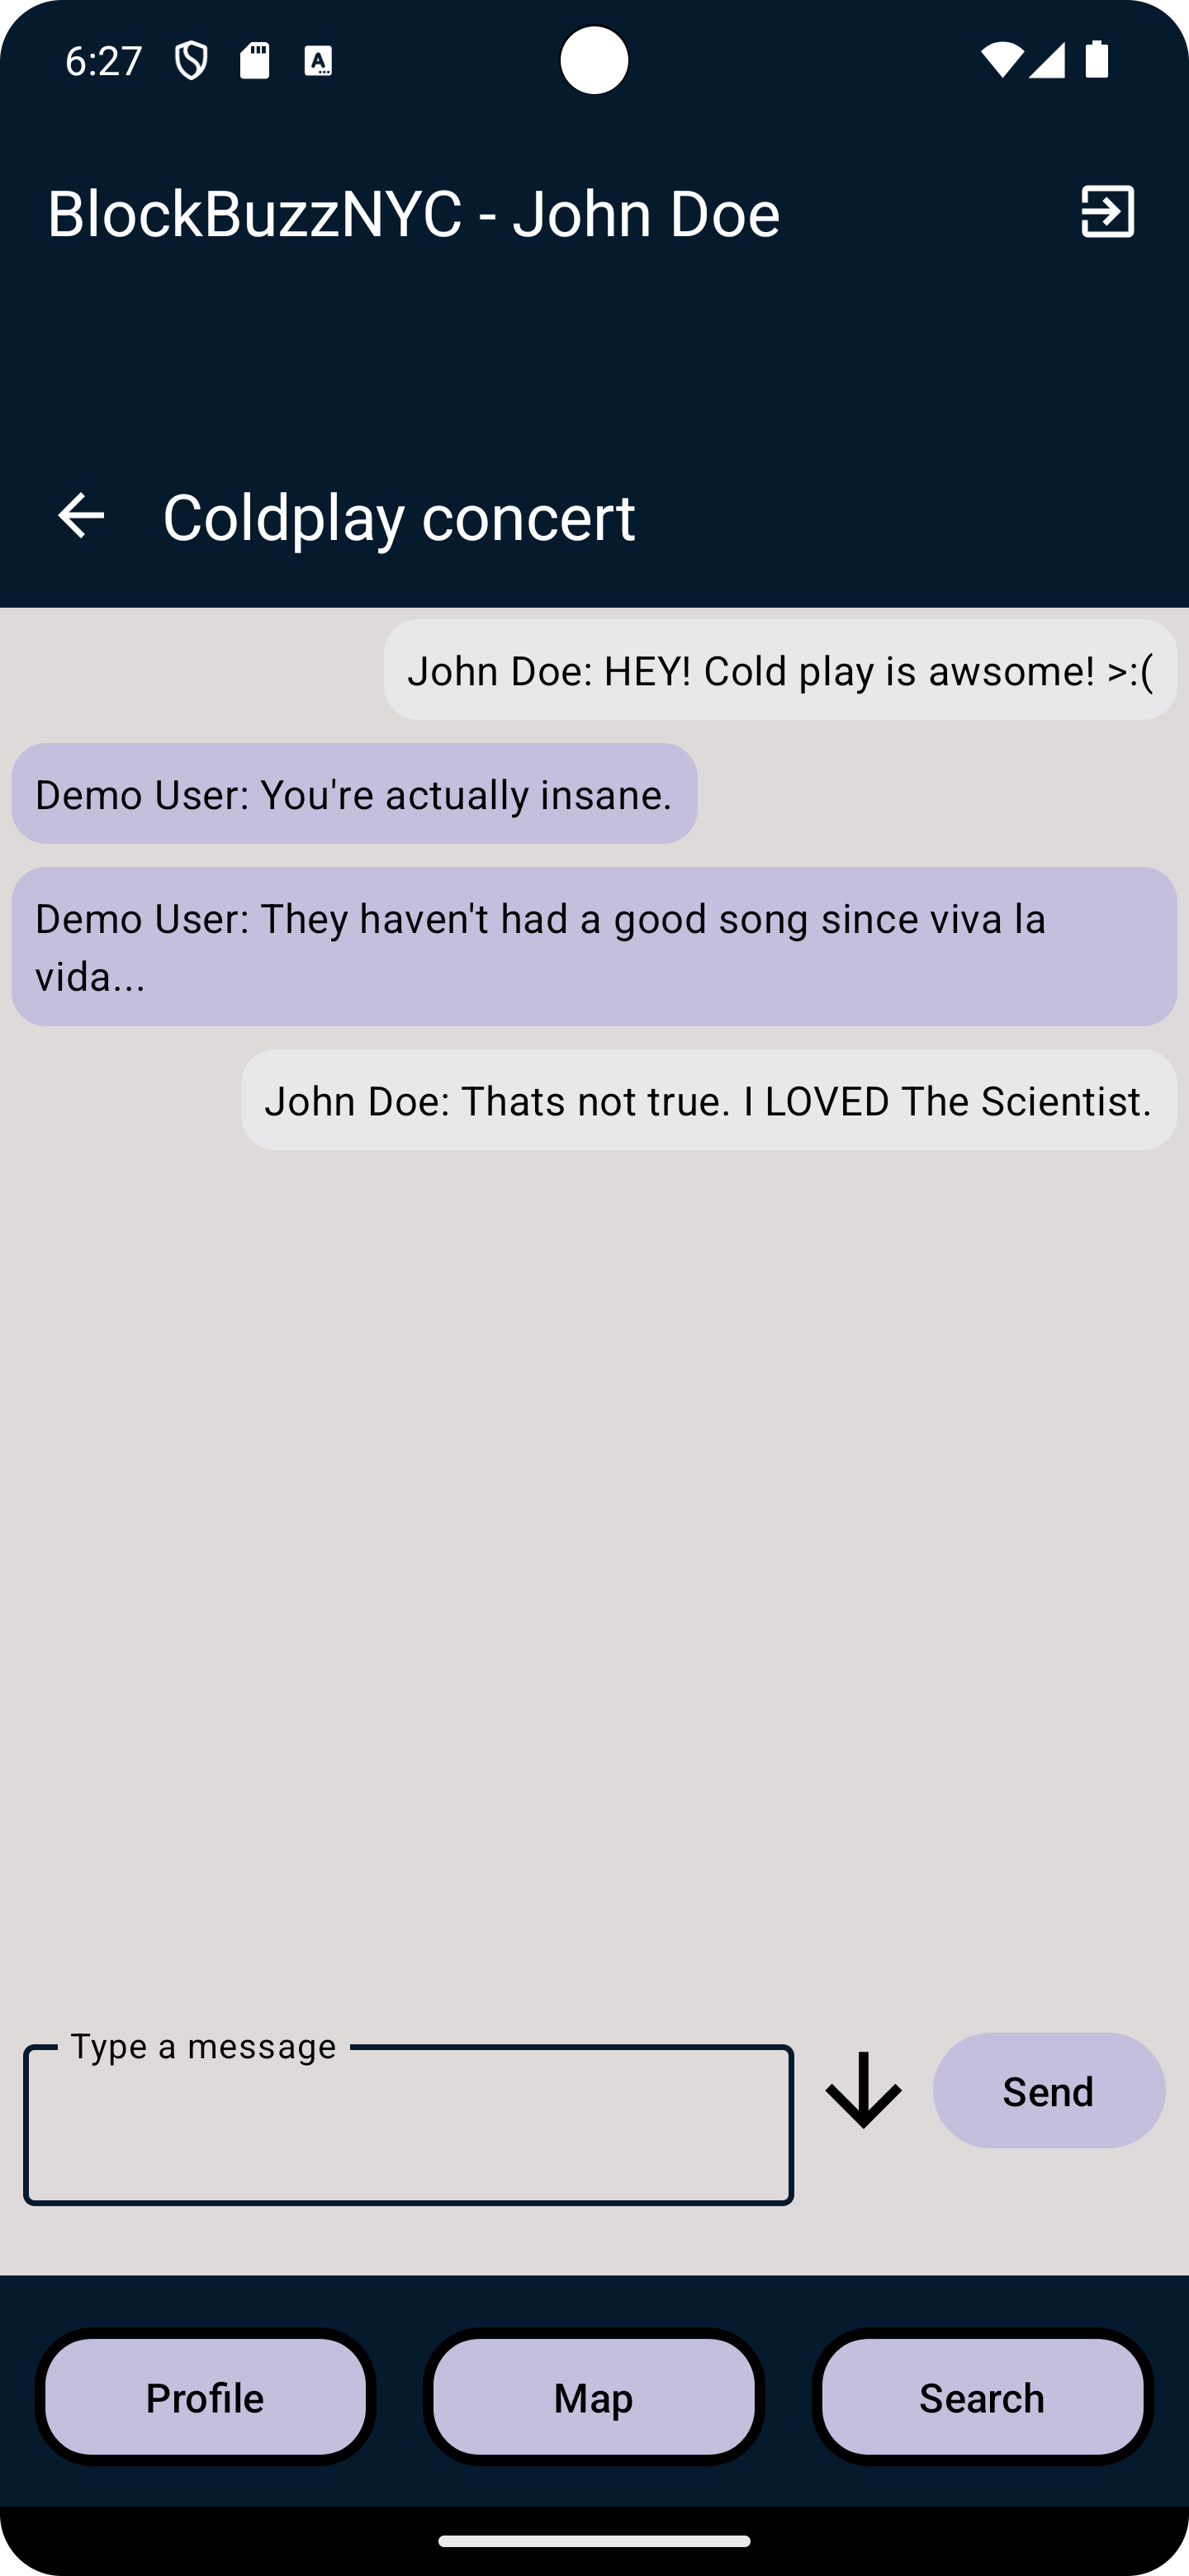 6:27
BlockBuzzNYC - John Doe
Coldplay concert
John Doe: HEY! Cold play is awsome! >:(
Demo User: You're actually insane.
Demo User: They haven't had a good song since viva la
vida...
John Doe: Thats not true. I LOVED The Scientist.
Type a message
Send
Profile
Map
Search